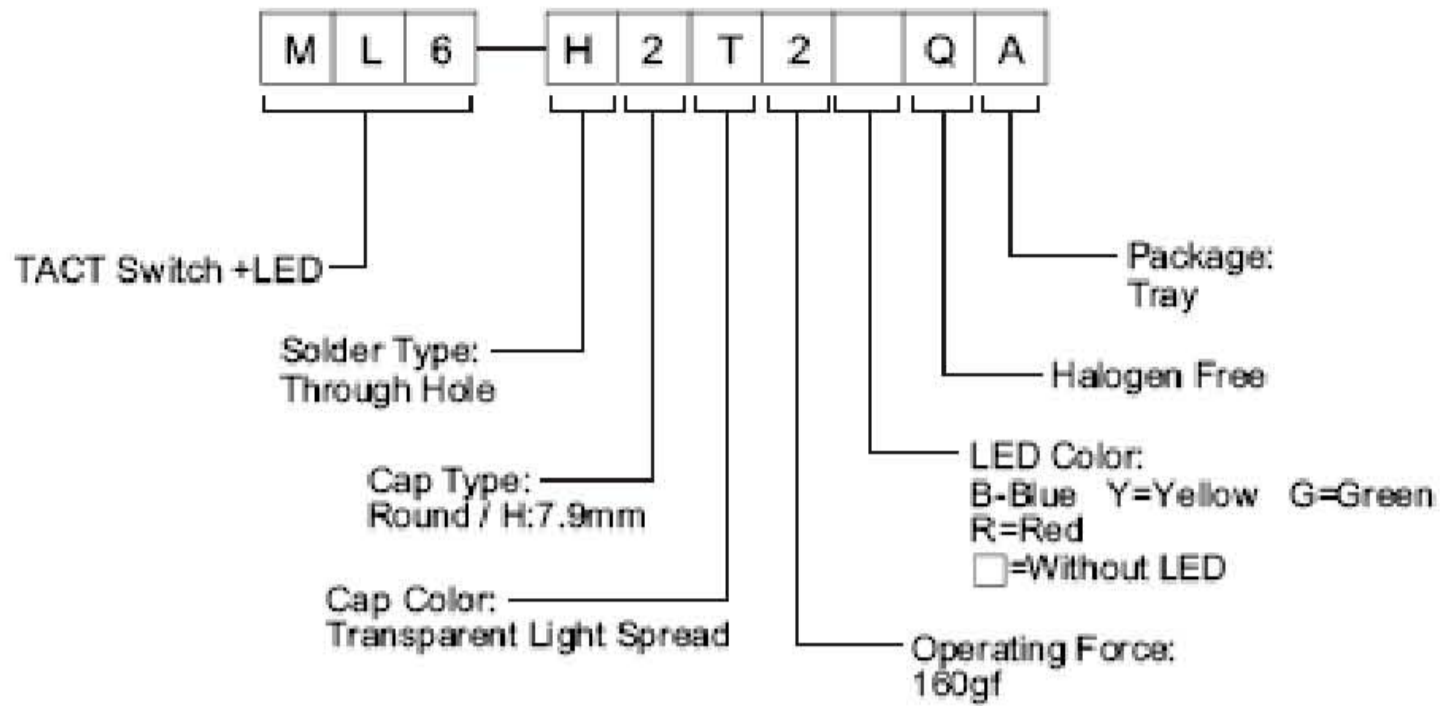 M L 6 — H 2 T 2 Q A
TACT Switch +LED
Package:
Tray
Solder Type:
Through Hole
Halogen Free
LED Color:
B-Blue Y=Yellow G=Green
R=Red
□=Without LED
Cap Type:
Round / H:7.9mm
Cap Color:
Transparent Light Spread
Operating Force:
160gf